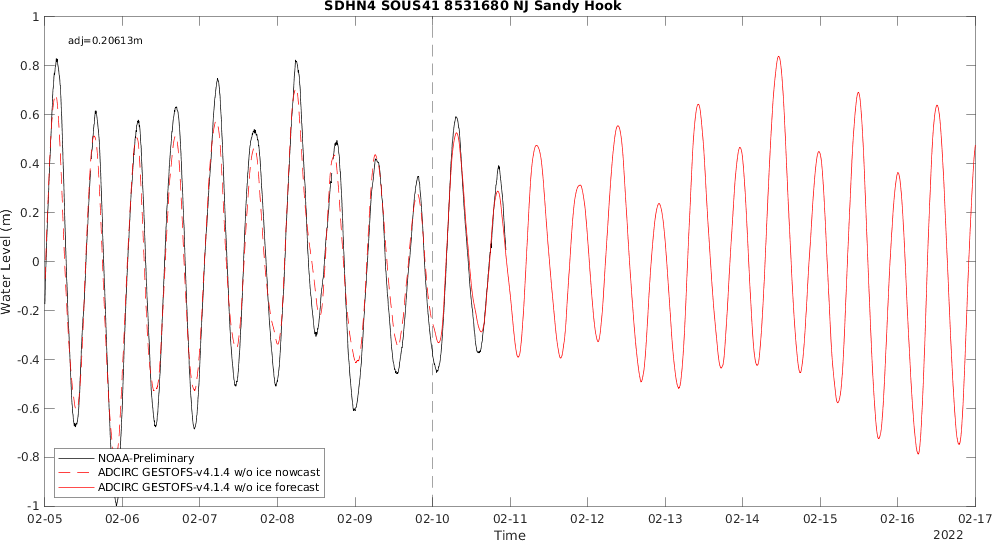 SDHN4 SOUS41 8531680 NJ Sandy Hook
adj=0.20613m
Water Level (m)
1
0.8
0.6
0.4
0.2
0
-0.2
-0.4
-0.6
-0.8
-1
NOAA-Preliminary
ADCIRC GESTOFS-v4.1.4 w/o ice nowcast
ADCIRC GESTOFS-v4.1.4 w/o ice forecast
02-05 02-06 02-07 02-08 02-09 02-10 02-11 02-12 02-13 02-14 02-15 02-16 02-17
Time
2022